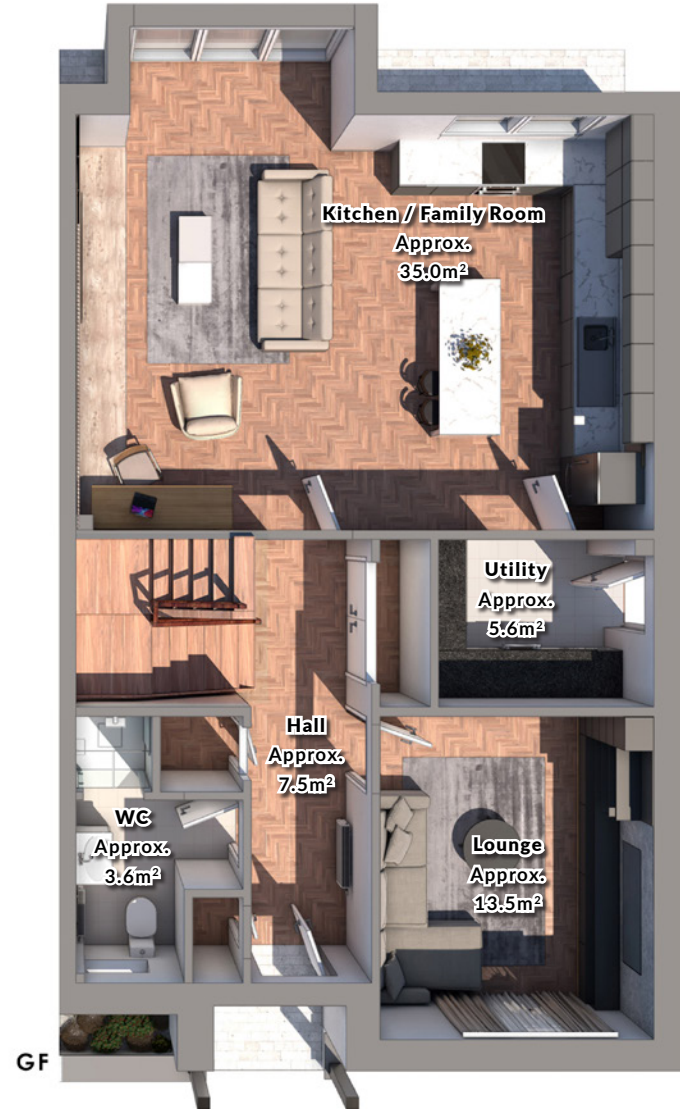 Kitchen / Family Room
Approx.
35.0m²
Utility
Approx.
5.6m²
Hall
Approx.
7.5m²
WC
Approx.
3.6m²
Lounge
Approx.
13.5m²
GF